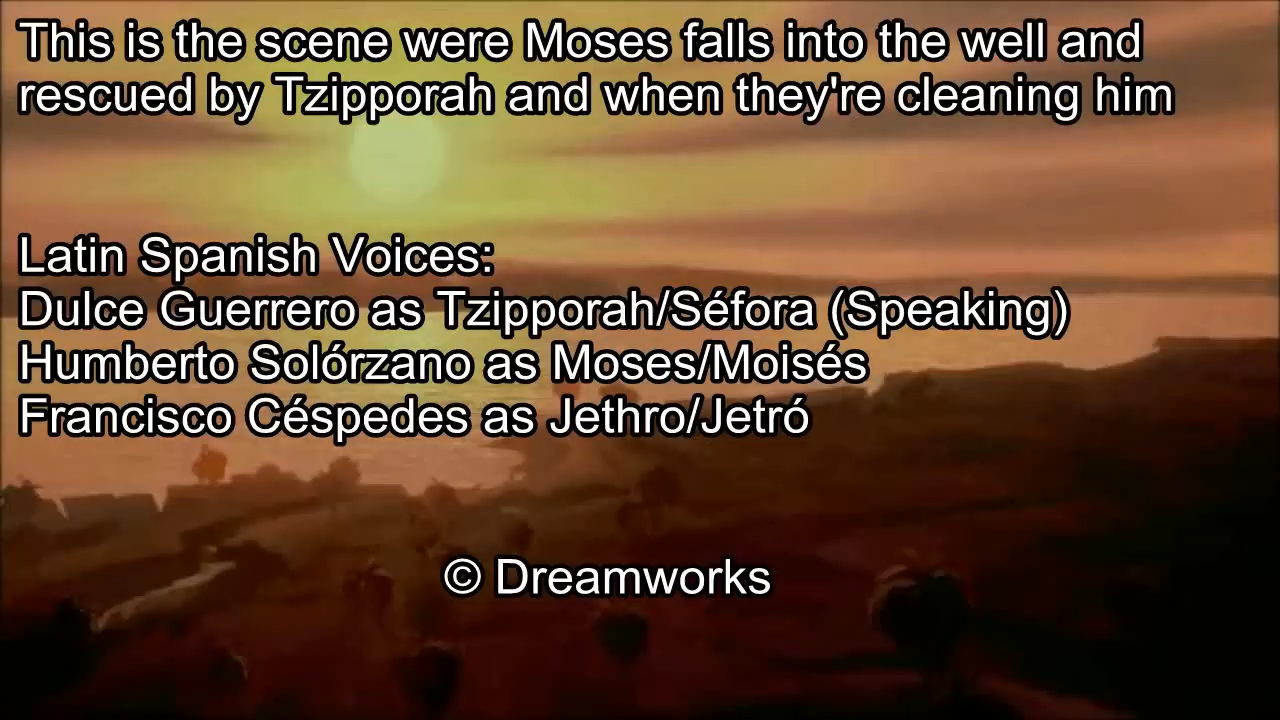 This is the scene were Moses falls into the well and
rescued by Tzipporah and when they're cleaning him
Latin Spanish Voices:
Dulce Guerrero as Tzipporah/Séfora (Speaking)
Humberto Solórzano as Moses/Moisés
Francisco Céspedes as Jethro/Jetró
© Dreamworks